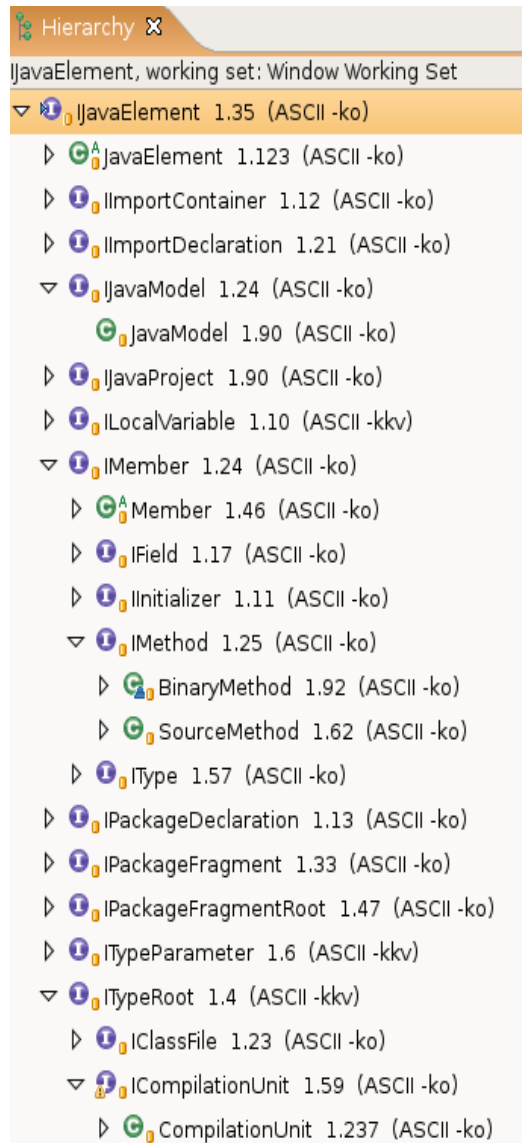 Hierarchy
IJavaElement, working set: Window Working Set
IJavaElement 1.35 (ASCII -ko)
JavaElement 1.123 (ASCII -ko)
IImportContainer 1.12 (ASCII -ko)
IImportDeclaration 1.21 (ASCII -ko)
IJavaModel 1.24 (ASCII -ko)
JavaModel 1.90 (ASCII -ko)
IJavaProject 1.90 (ASCII -ko)
ILocalVariable 1.10 (ASCII -kkv)
IMember 1.24 (ASCII -ko)
Member 1.46 (ASCII -ko)
IField 1.17 (ASCII -ko)
IInitializer 1.11 (ASCII -ko)
IMethod 1.25 (ASCII -ko)
BinaryMethod 1.92 (ASCII -ko)
SourceMethod 1.62 (ASCII -ko)
IType 1.57 (ASCII -ko)
IPackageDeclaration 1.13 (ASCII -ko)
IPackageFragment 1.33 (ASCII -ko)
IPackageFragmentRoot 1.47 (ASCII -ko)
ITypeParameter 1.6 (ASCII -kkv)
ITypeRoot 1.4 (ASCII -kkv)
IClassFile 1.23 (ASCII -ko)
ICompilationUnit 1.59 (ASCII -ko)
CompilationUnit 1.237 (ASCII -ko)